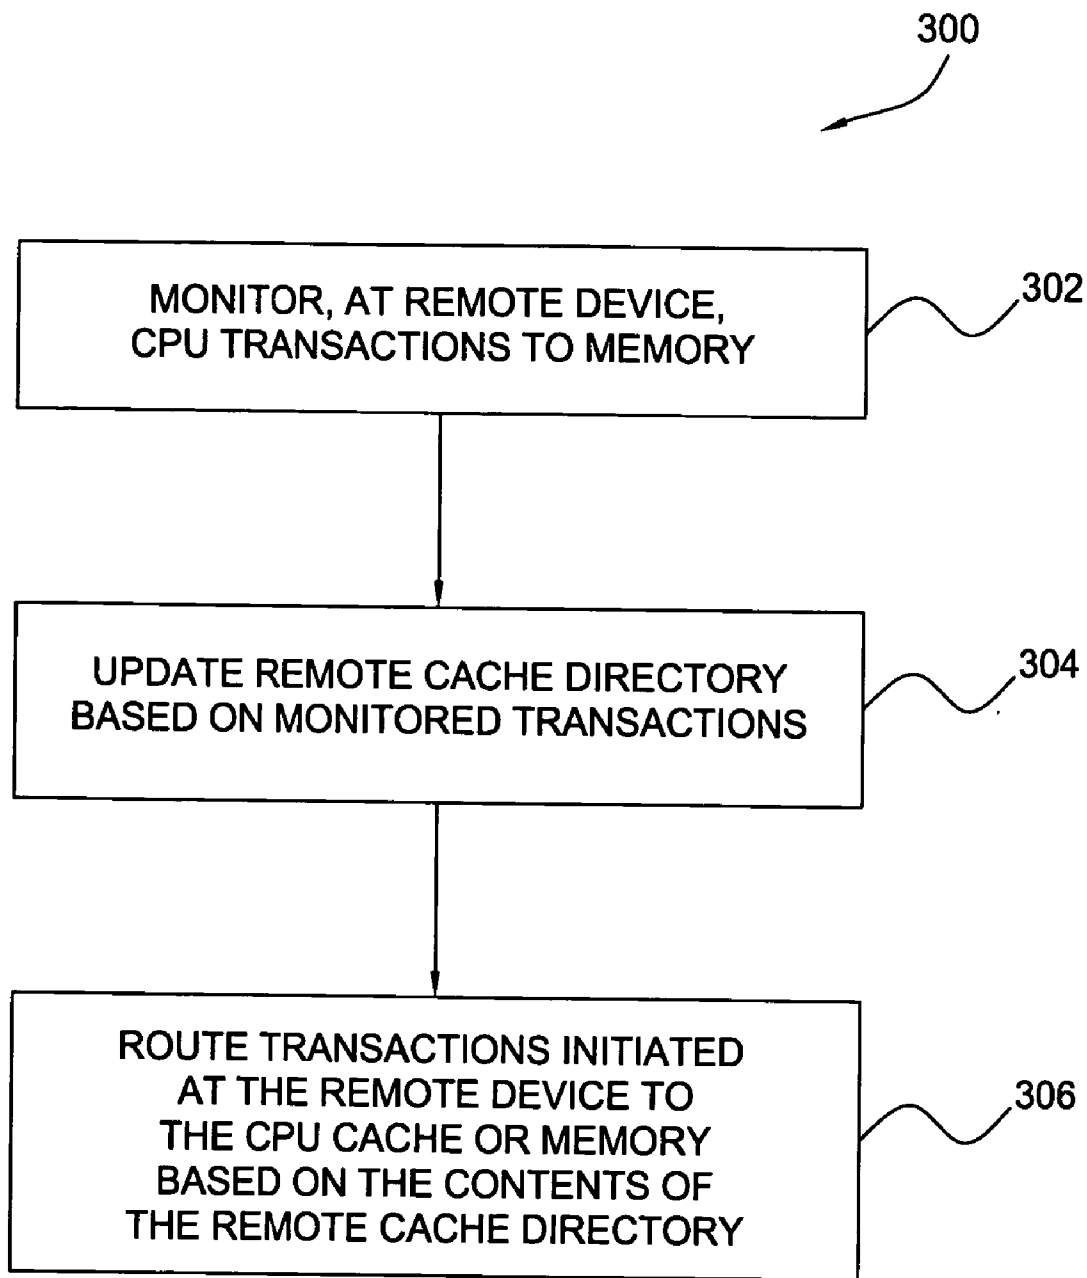 300
MONITOR, AT REMOTE DEVICE,
CPU TRANSACTIONS TO MEMORY
302
UPDATE REMOTE CACHE DIRECTORY
BASED ON MONITORED TRANSACTIONS
304
ROUTE TRANSACTIONS INITIATED
AT THE REMOTE DEVICE TO
THE CPU CACHE OR MEMORY
BASED ON THE CONTENTS OF
THE REMOTE CACHE DIRECTORY
306